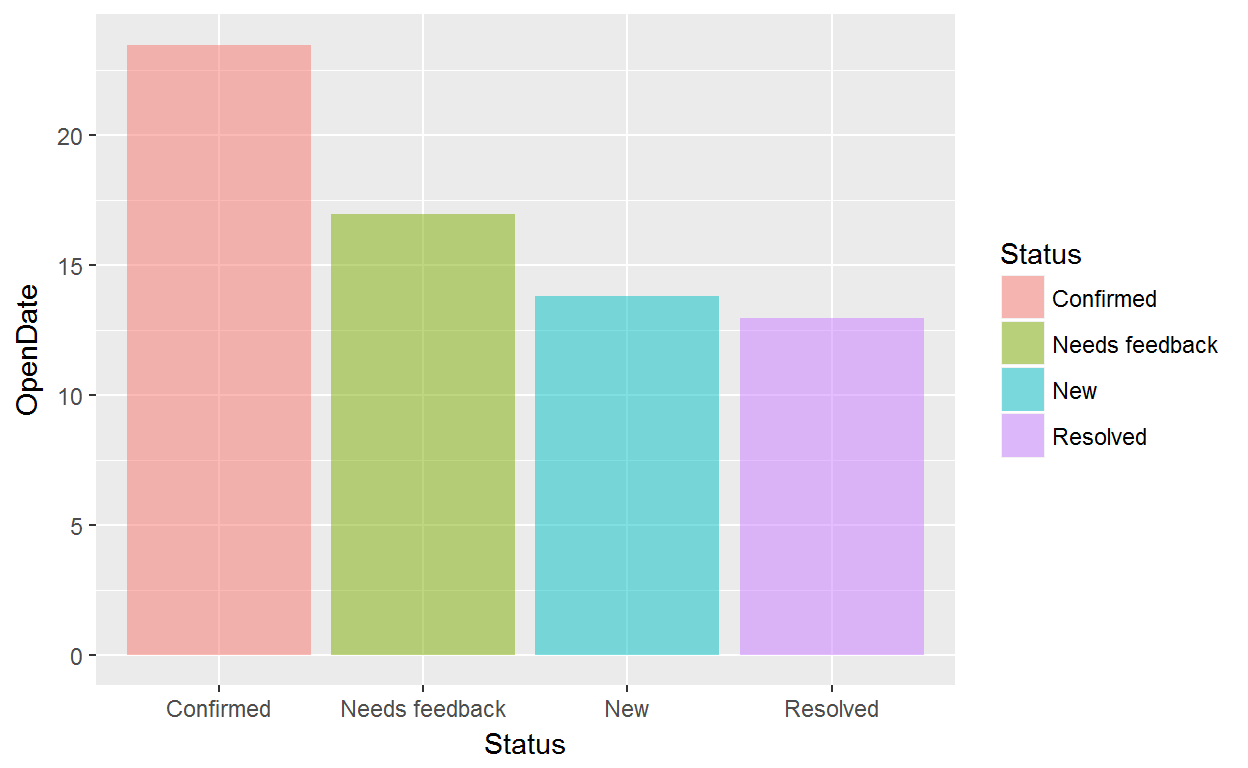 OpenDate
20
15
10
5
0
Confirmed
Needs feedback
New
Resolved
Status
Status
Confirmed
Needs feedback
New
Resolved